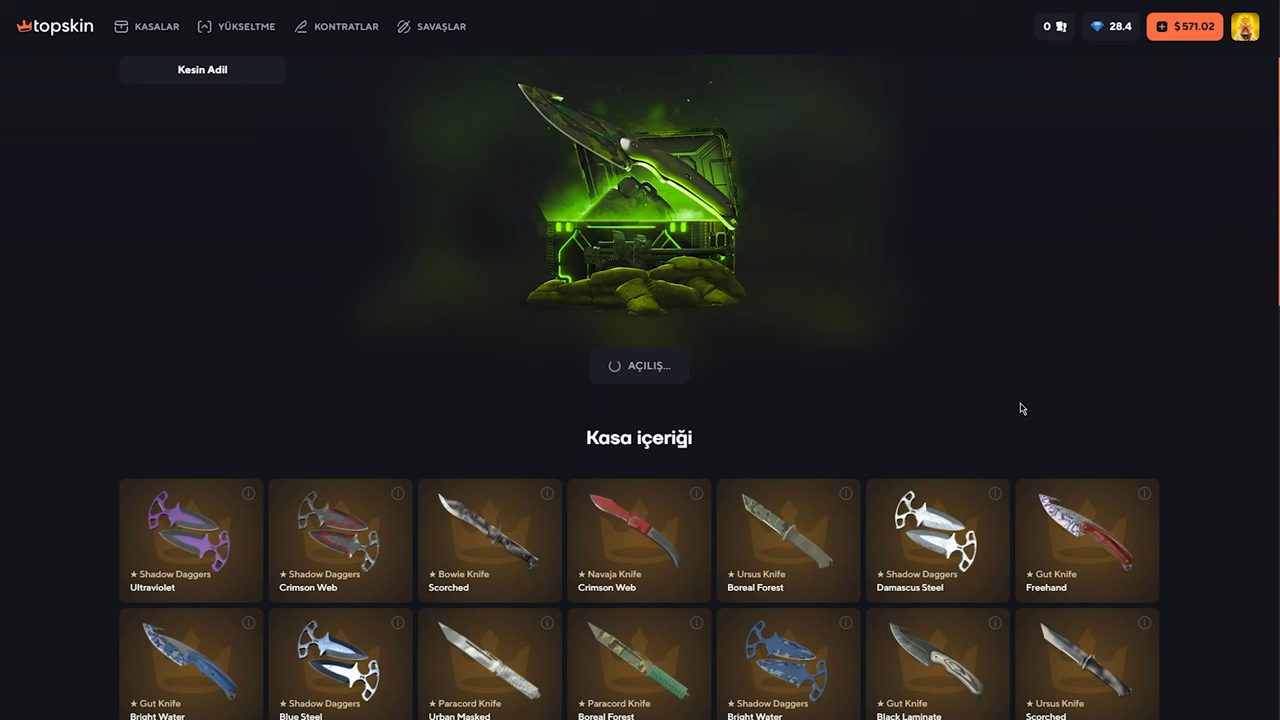 topskin
KASALAR
YÜKSELTME
KONTRATLAR
SAVAŞLAR
0
28.4
$ 571.02
Kesin Adil
AÇILIŞ...
Kasa içeriği
★ Shadow Daggers
Ultraviolet
★ Shadow Daggers
Crimson Web
★ Bowie Knife
Scorched
★ Navaja Knife
Crimson Web
★ Ursus Knife
Boreal Forest
★ Shadow Daggers
Damascus Steel
★ Gut Knife
Freehand
★ Gut Knife
Bright Water
★ Shadow Daggers
Blue Steel
★ Paracord Knife
Urban Masked
★ Paracord Knife
Boreal Forest
★ Shadow Daggers
Bright Water
★ Gut Knife
Black Laminate
★ Ursus Knife
Scorched